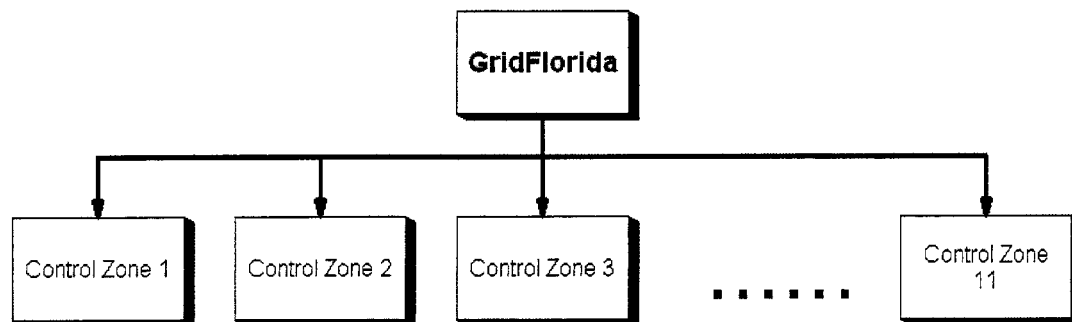 GridFlorida
Control Zone 1
Control Zone 2
Control Zone 3
......
Control Zone
11